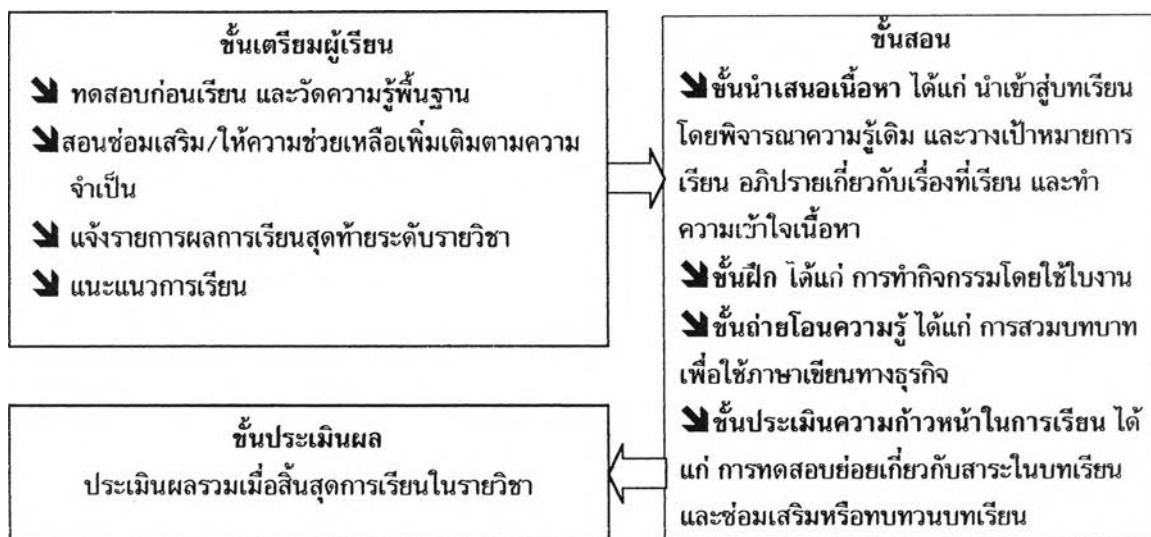 ขั้นเตรียมผู้เรียน
ทดสอบก่อนเรียน และวัดความรู้พื้นฐาน
สอนซ่อมเสริม/ให้ความช่วยเหลือเพิ่มเติมตามความ
จำเป็น
แจ้งรายการผลการเรียนสุดท้ายระดับรายวิชา
แนะแนวการเรียน
ขั้นสอน
ขั้นนำเสนอเนื้อหา ได้แก่ นำเข้าสู่บทเรียน
โดยพิจารณาความรู้เดิม และวางเป้าหมายการ
เรียน อภิปรายเกี่ยวกับเรื่องที่เรียน และทำ
ความเข้าใจเนื้อหา
ขั้นฝึก ได้แก่ การทำกิจกรรมโดยใช้ใบงาน
ขั้นถ่ายโอนความรู้ ได้แก่ การสวมบทบาท
เพื่อใช้ภาษาเขียนทางธุรกิจ
ขั้นประเมินความก้าวหน้าในการเรียน ได้
แก่ การทดสอบย่อยเกี่ยวกับสาระในบทเรียน
และซ่อมเสริมหรือทบทวนบทเรียน
ขั้นประเมินผล
ประเมินผลรวมเมื่อสิ้นสุดการเรียนในรายวิชา